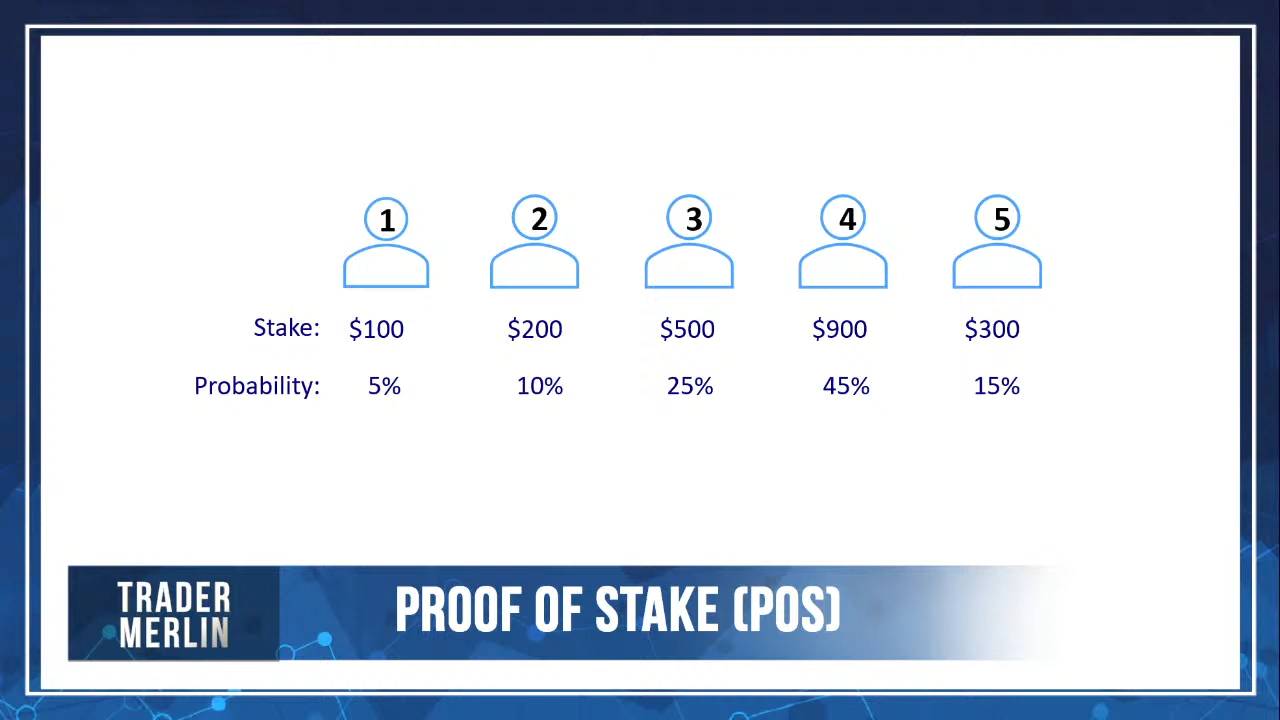 1 2 3 4 5
Stake: $100 $200 $500 $900 $300
Probability: 5% 10% 25% 45% 15%
TRADER
MERLIN
PROOF OF STAKE (POS)